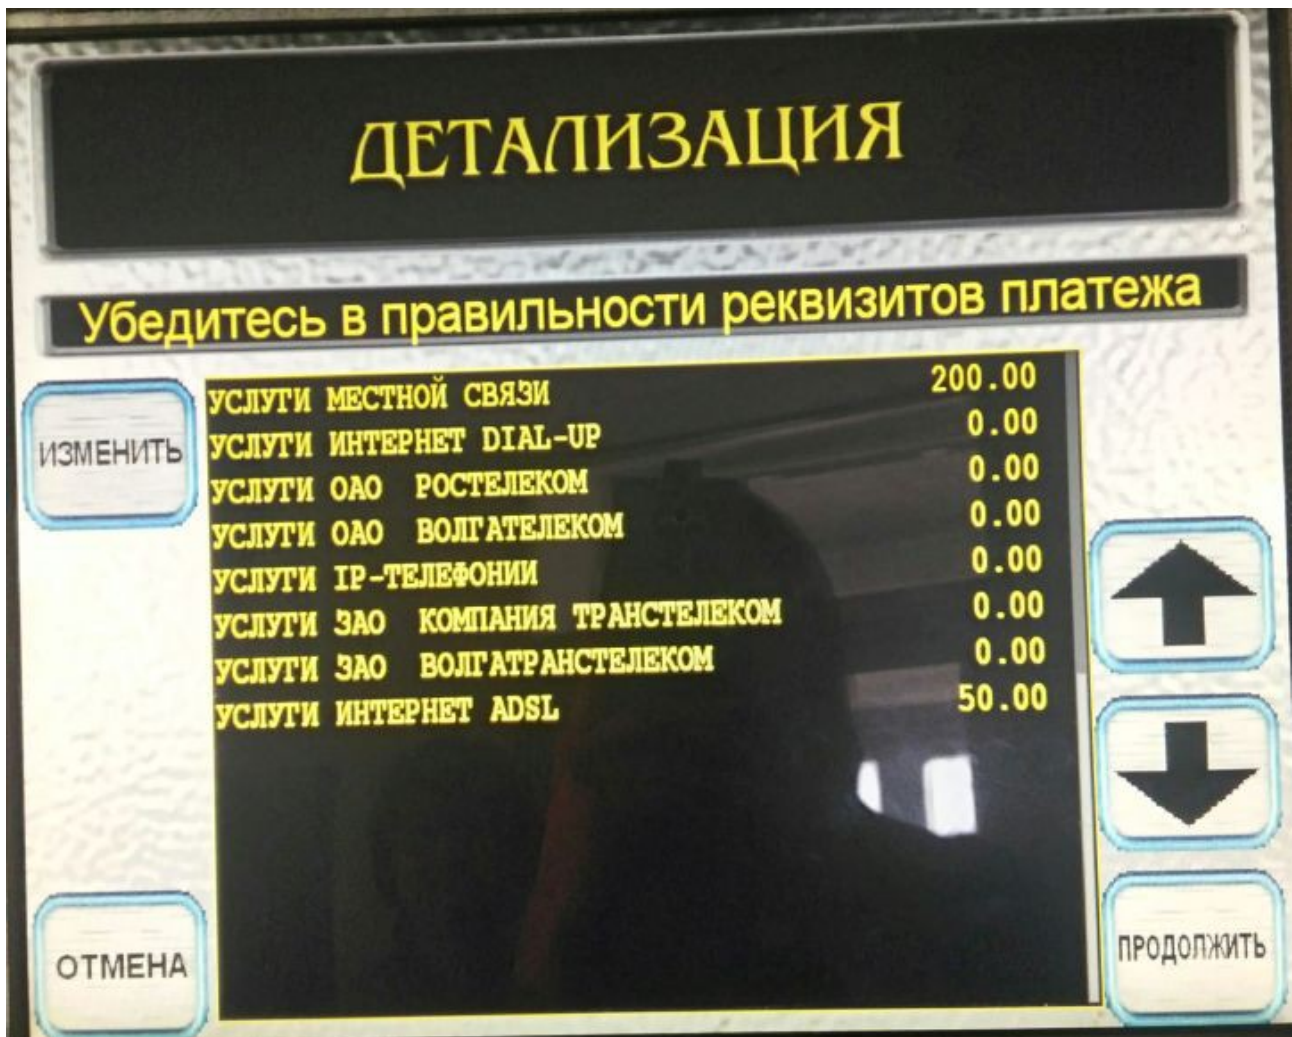 ДЕТАЛИЗАЦИЯ
Убедитесь в правильности реквизитов платежа
ИЗМЕНИТЬ
УСЛУГИ МЕСТНОЙ СВЯЗИ 200.00
УСЛУГИ ИНТЕРНЕТ DIAL-UP 0.00
УСЛУГИ ОАО РОСТЕЛЕКОМ 0.00
УСЛУГИ ОАО ВОЛГАТЕЛЕКОМ 0.00
УСЛУГИ IP-ТЕЛЕФОНИИ 0.00
УСЛУГИ ЗАО КОМПАНИЯ ТРАНСТЕЛЕКОМ 0.00
УСЛУГИ ЗАО ВОЛГАТРАНСТЕЛЕКОМ 0.00
УСЛУГИ ИНТЕРНЕТ ADSL 50.00
ОТМЕНА
ПРОДОЛЖИТЬ